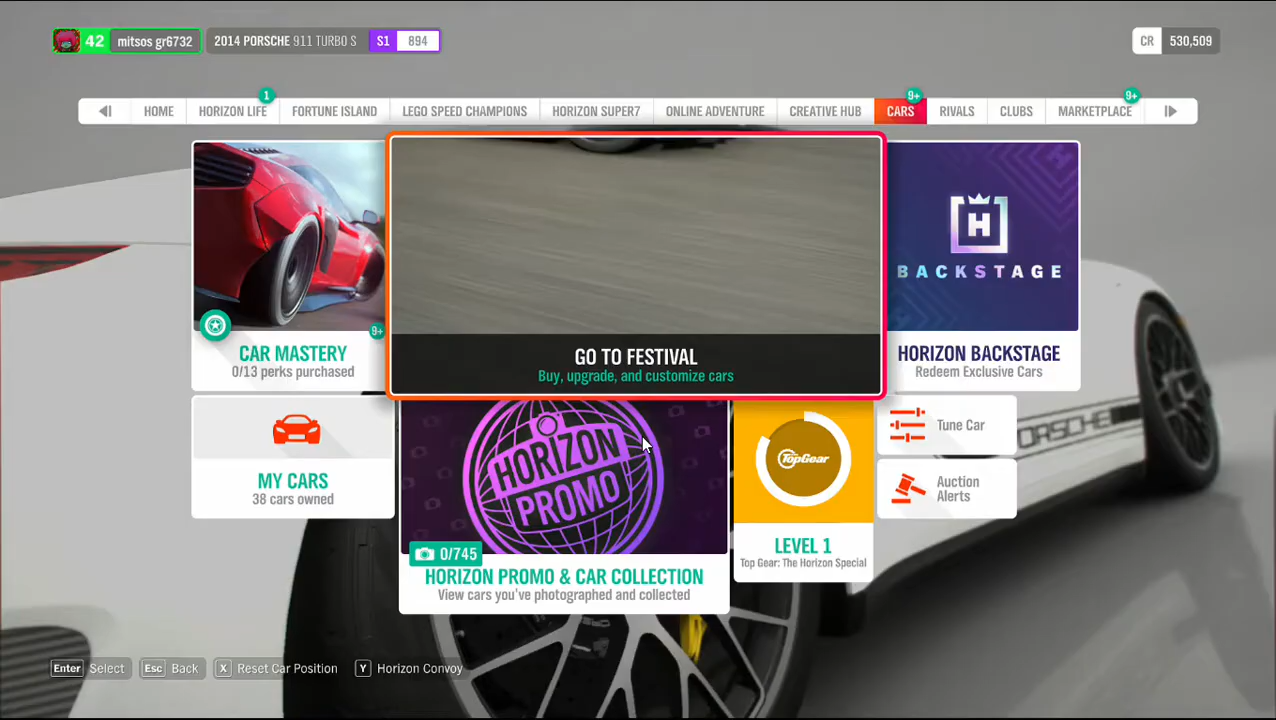 42 mitsos gr6732 2014 PORSCHE 911 TURBO S S1 894 CR 530,509
HOME HORIZON LIFE 1 FORTUNE ISLAND LEGO SPEED CHAMPIONS HORIZON SUPER7 ONLINE ADVENTURE CREATIVE HUB CARS 9+ RIVALS CLUBS MARKETPLACE 9+
9+
CAR MASTERY
0/13 perks purchased
GO TO FESTIVAL
Buy, upgrade, and customize cars
H
BACKSTAGE
HORIZON BACKSTAGE
Redeem Exclusive Cars
MY CARS
38 cars owned
HORIZON
PROMO
0/745
HORIZON PROMO & CAR COLLECTION
View cars you've photographed and collected
TopGear
LEVEL 1
Top Gear: The Horizon Special
Tune Car
Auction
Alerts
PORSCHE
Enter Select Esc Back X Reset Car Position Y Horizon Convoy